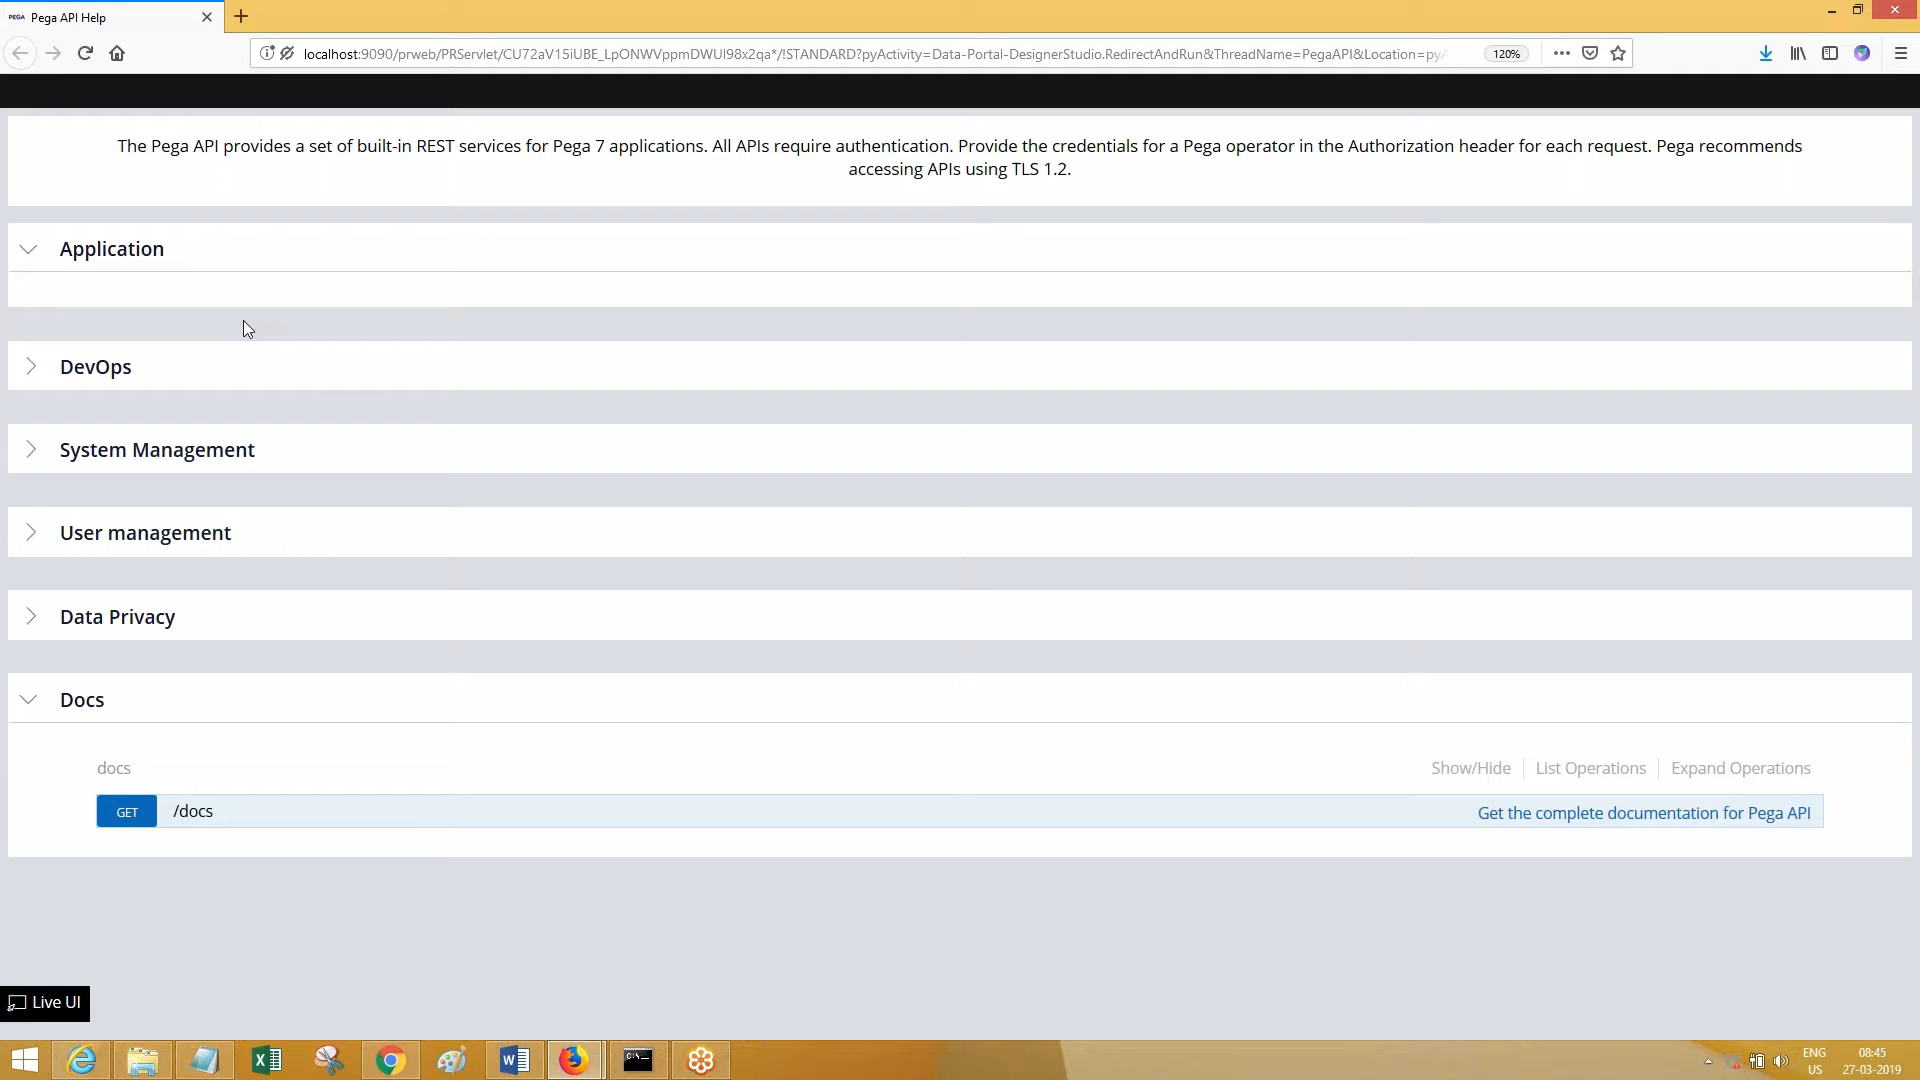 PEGA Pega API Help
localhost:9090/prweb/PRServlet/CU72aV15iUBE_LpONWVppmDWUI98x2qa*/!STANDARD?pyActivity=Data-Portal-DesignerStudio.RedirectAndRun&ThreadName=PegaAPI&Location=pyA 120%
The Pega API provides a set of built-in REST services for Pega 7 applications. All APIs require authentication. Provide the credentials for a Pega operator in the Authorization header for each request. Pega recommends
accessing APIs using TLS 1.2.
Application
DevOps
System Management
User management
Data Privacy
Docs
docs Show/Hide List Operations Expand Operations
GET /docs Get the complete documentation for Pega API
Live UI
ENG 08:45
US 27-03-2019